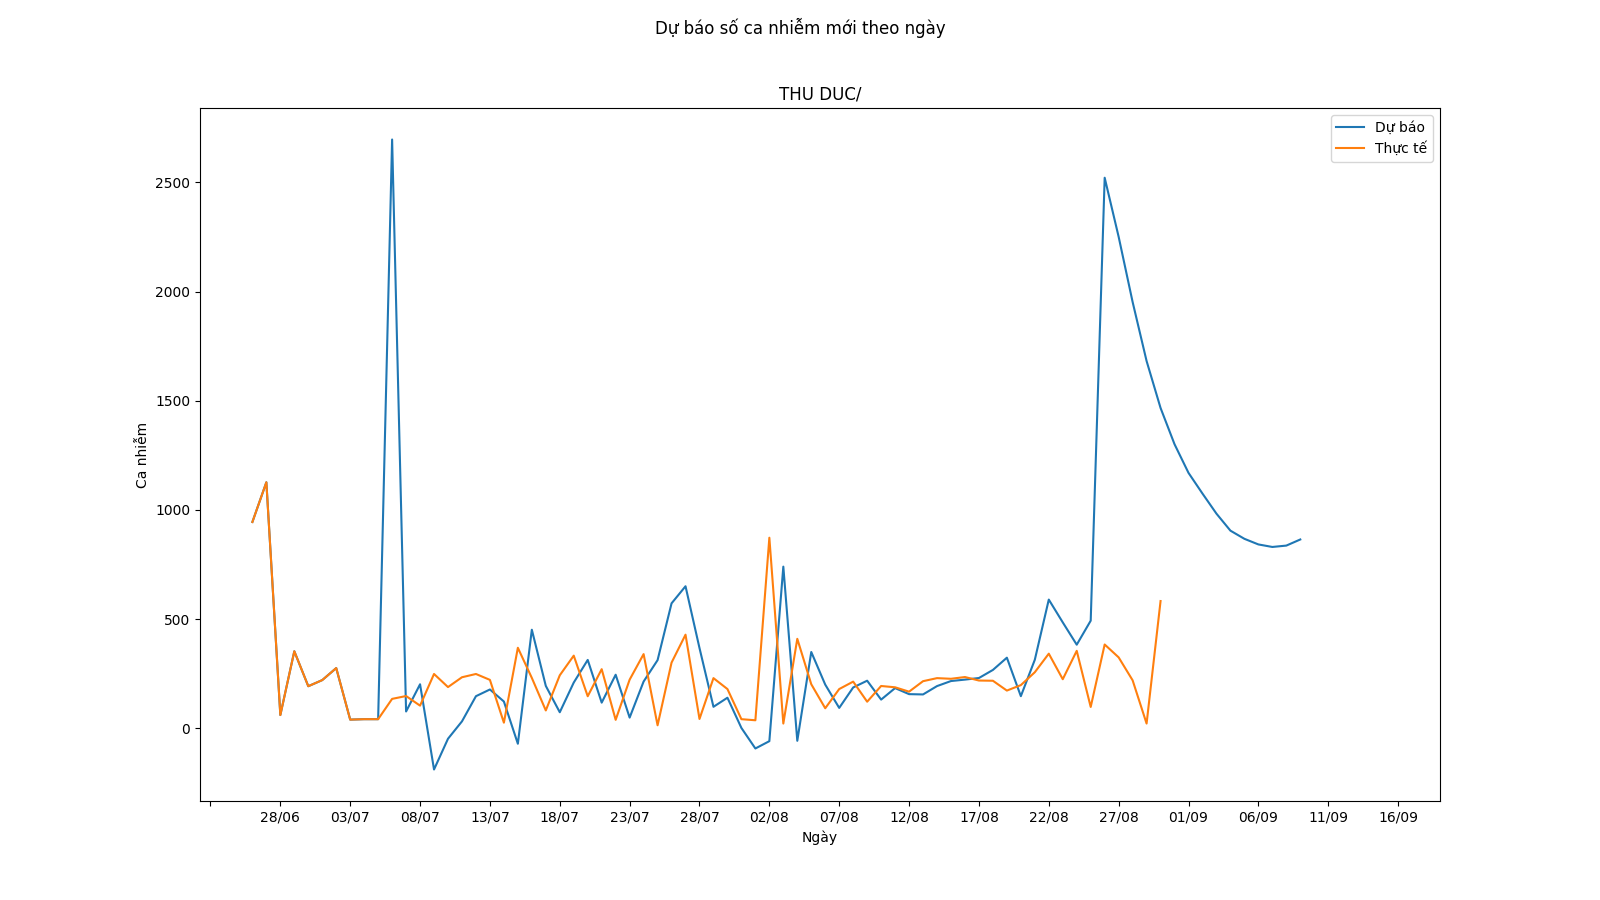 Dự báo số ca nhiễm mới theo ngày
THU DUC/
Dự báo
Thực tế
2500
2000
1500
1000
500
0
Ca nhiễm
28/06 03/07 08/07 13/07 18/07 23/07 28/07 02/08 07/08 12/08 17/08 22/08 27/08 01/09 06/09 11/09 16/09
Ngày